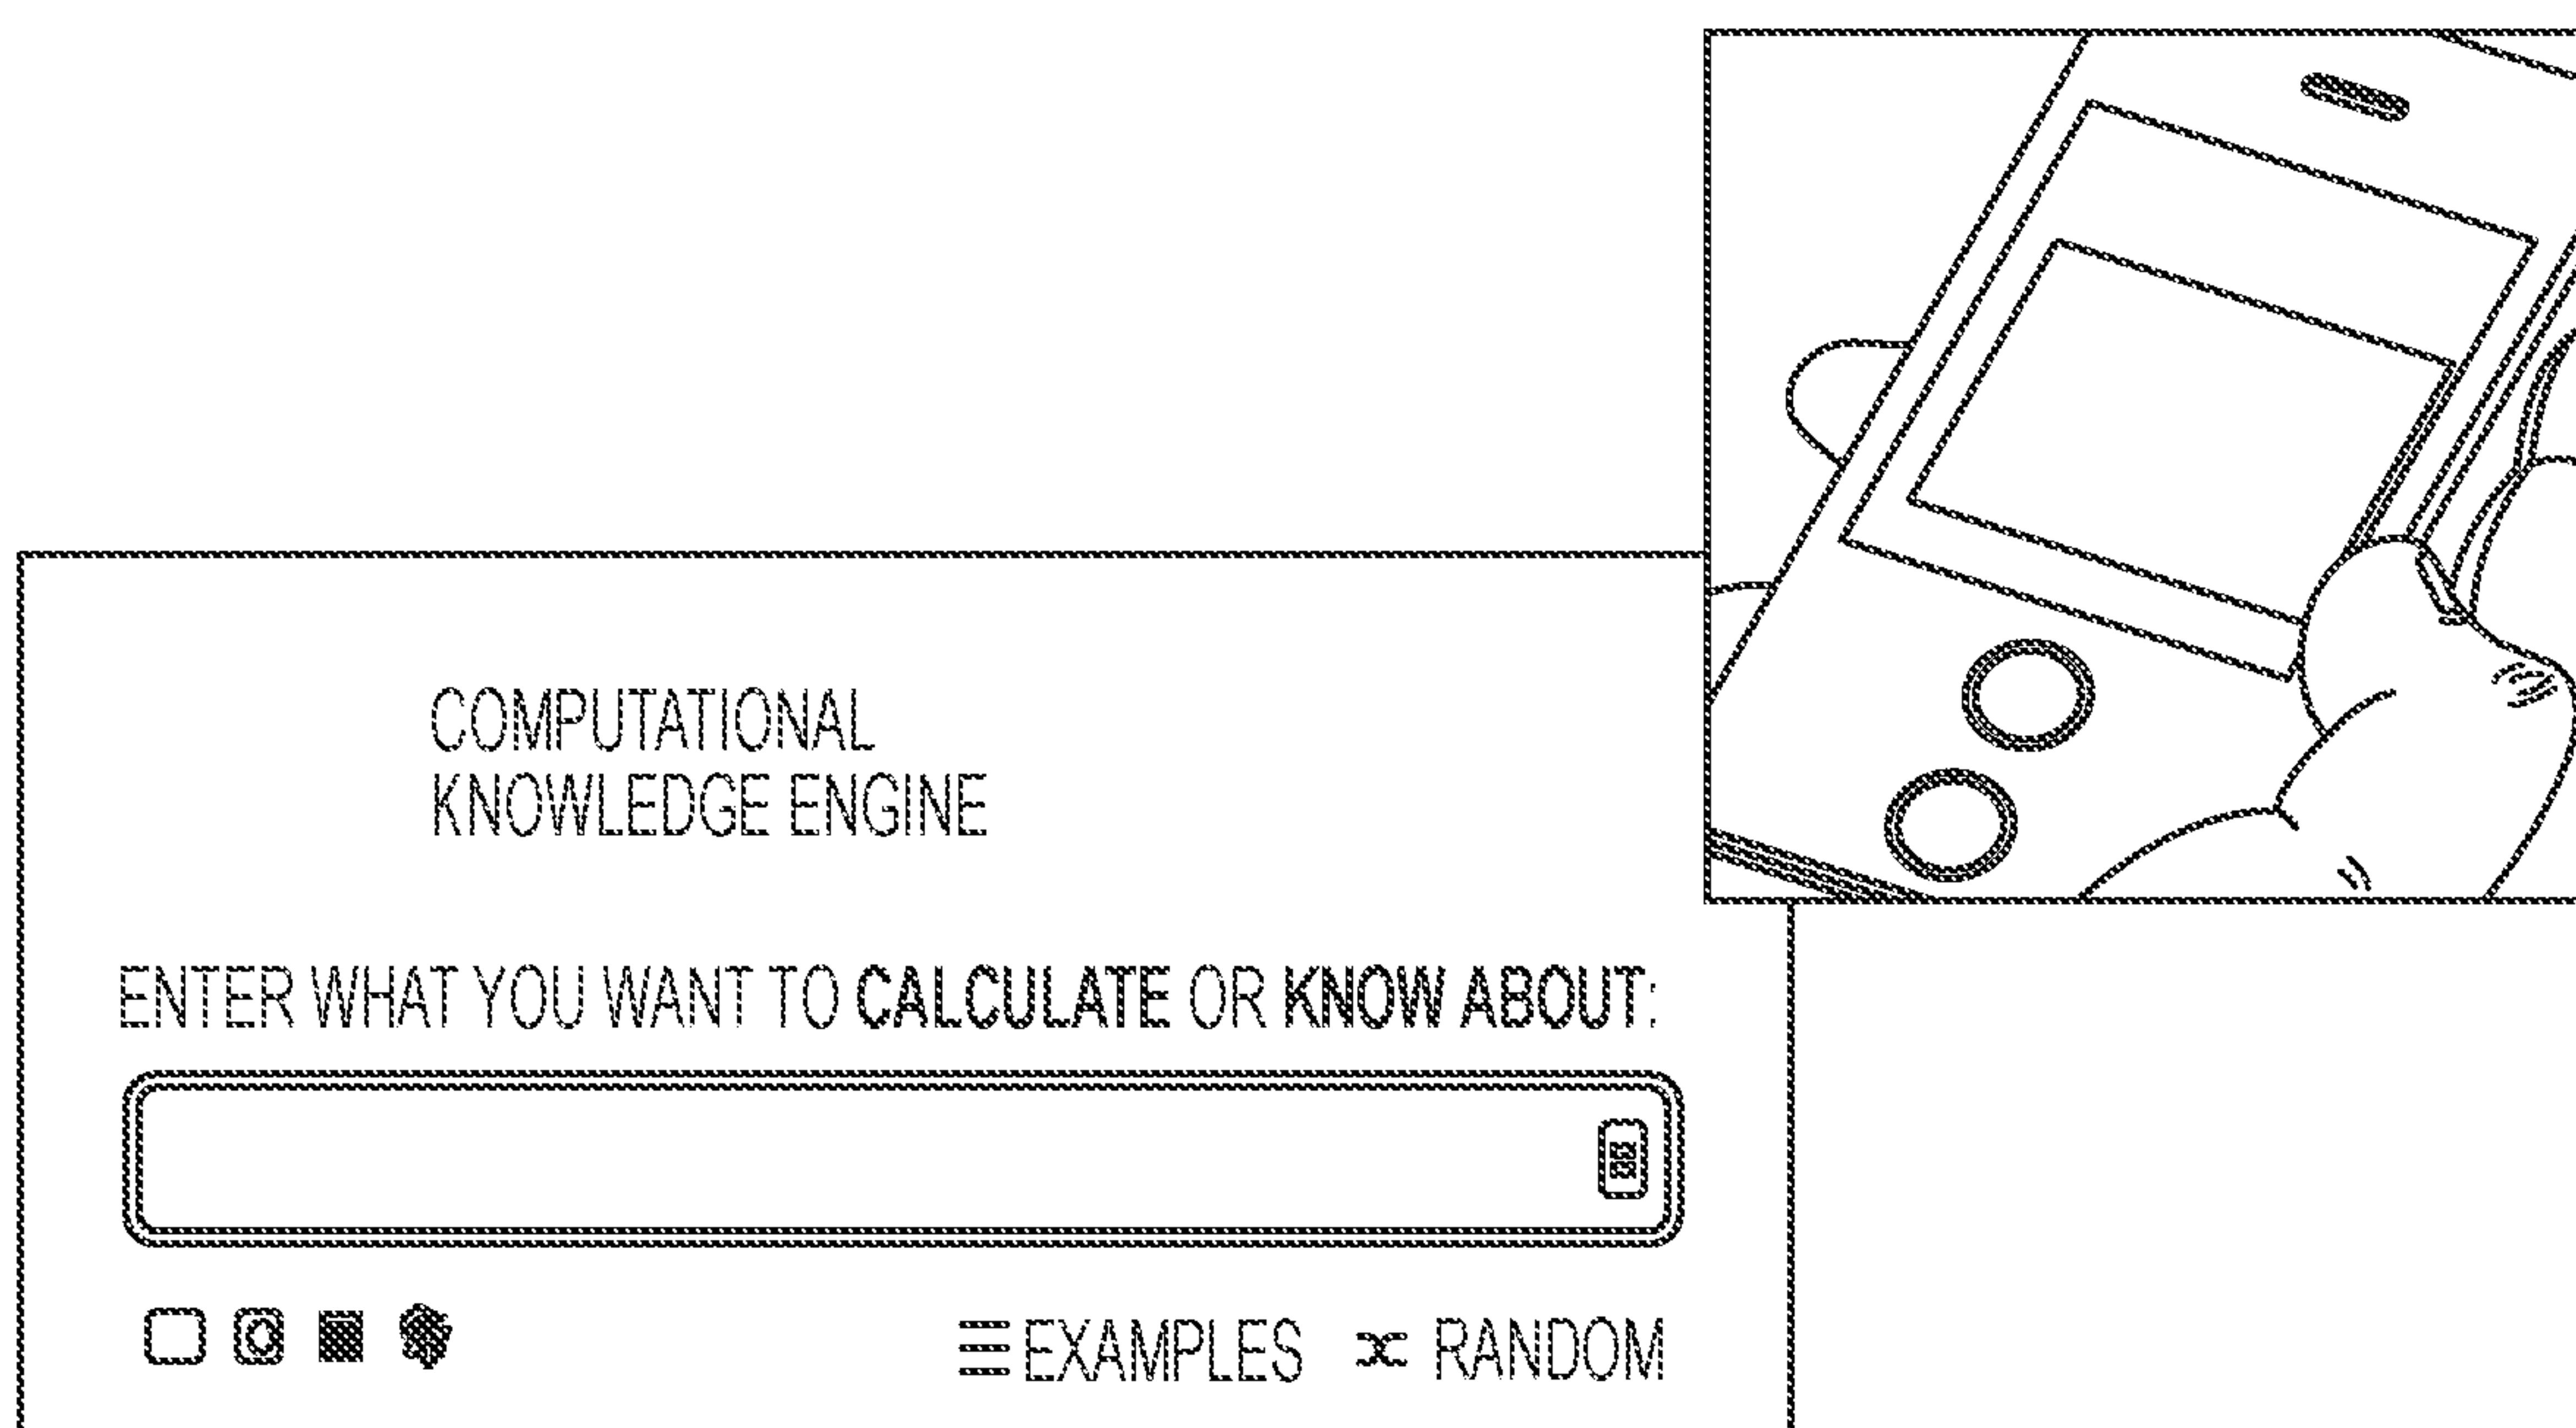 COMPUTATIONAL
KNOWLEDGE ENGINE
ENTER WHAT YOU WANT TO CALCULATE OR KNOW ABOUT:
EXAMPLES RANDOM